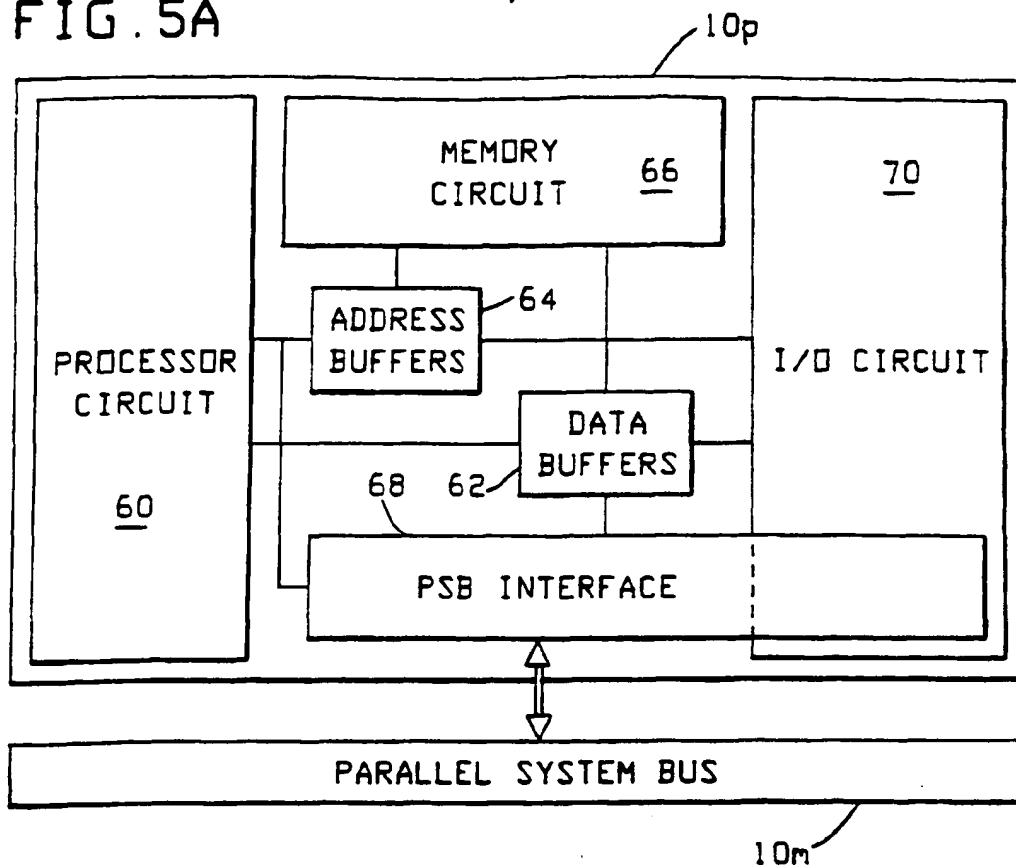 FIG. 5A
10p
MEMORY
CIRCUIT
66
70
64
ADDRESS
BUFFERS
PROCESSOR
CIRCUIT
I/O CIRCUIT
DATA
BUFFERS
68
62
60
PSB INTERFACE
PARALLEL SYSTEM BUS
10m